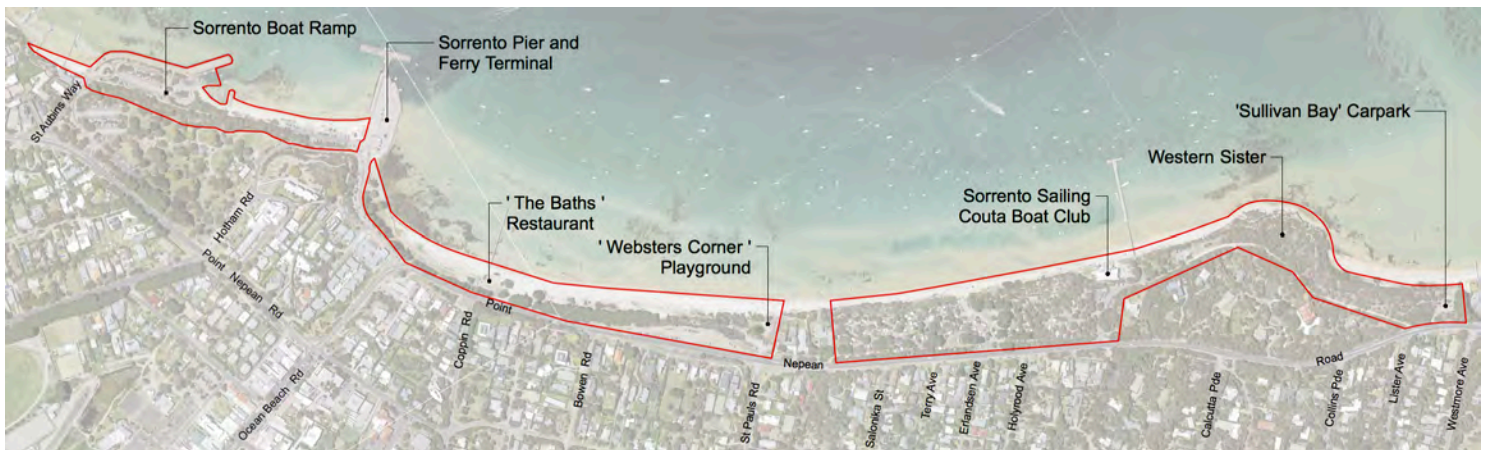 Sorrento Boat Ramp
Sorrento Pier and
Ferry Terminal
'Sullivan Bay' Carpark
Western Sister
Sorrento Sailing
Couta Boat Club
' The Baths '
Restaurant
' Websters Corner '
Playground
St Aubins Way
Hotham Rd
Point Nepean Rd
Ocean Beach Rd
Coppin Rd
Point
Bowen Rd
Nepean
St Pauls Rd
Salonika St
Terry Ave
Erlandsen Ave
Holyrood Ave
Calcutta Pde
Road
Collins Pde
Lister Ave
Westmore Ave